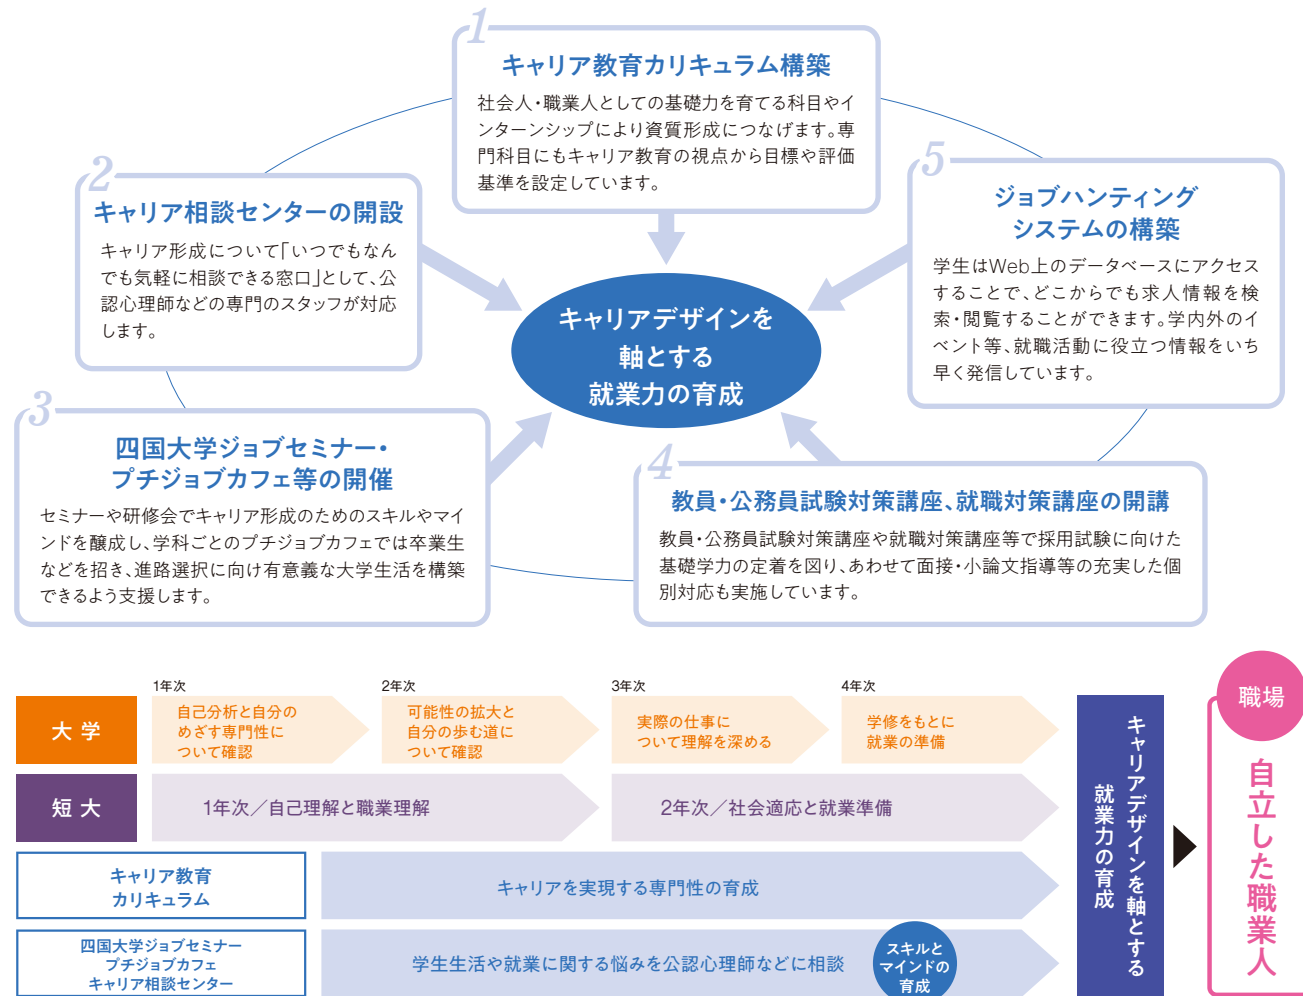 1
キャリア教育カリキュラム構築
社会人・職業人としての基礎力を育てる科目やイ
ンターンシップにより資質形成につなげます。専
門科目にもキャリア教育の視点から目標や評価
基準を設定しています。
2
キャリア相談センターの開設
キャリア形成について「いつでもなん
でも気軽に相談できる窓口」として、公
認心理師などの専門のスタッフが対応
します。
5
ジョブハンティング
システムの構築
学生はWeb上のデータベースにアクセス
することで、どこからでも求人情報を検
索・閲覧することができます。学内外のイ
ベント等、就職活動に役立つ情報をいち
早く発信しています。
キャリアデザインを
軸とする
就業力の育成
3
四国大学ジョブセミナー・
プチジョブカフェ等の開催
セミナーや研修会でキャリア形成のためのスキルやマイ
ンドを醸成し、学科ごとのプチジョブカフェでは卒業生
などを招き、進路選択に向け有意義な大学生活を構築
できるよう支援します。
4
教員・公務員試験対策講座、就職対策講座の開講
教員・公務員試験対策講座や就職対策講座等で採用試験に向けた
基礎学力の定着を図り、あわせて面接・小論文指導等の充実した個
別対応も実施しています。
大学
1年次
自己分析と自分の
めざす専門性に
ついて確認
2年次
可能性の拡大と
自分の歩む道に
ついて確認
3年次
実際の仕事に
ついて理解を深める
4年次
学修をもとに
就業の準備
短大
1年次／自己理解と職業理解
2年次／社会適応と就業準備
キャリア教育
カリキュラム
キャリアを実現する専門性の育成
四国大学ジョブセミナー
プチジョブカフェ
キャリア相談センター
学生生活や就業に関する悩みを公認心理師などに相談
スキルと
マインドの
育成
キャリアデザインを軸とする
就業力の育成
職場
自立した職業人